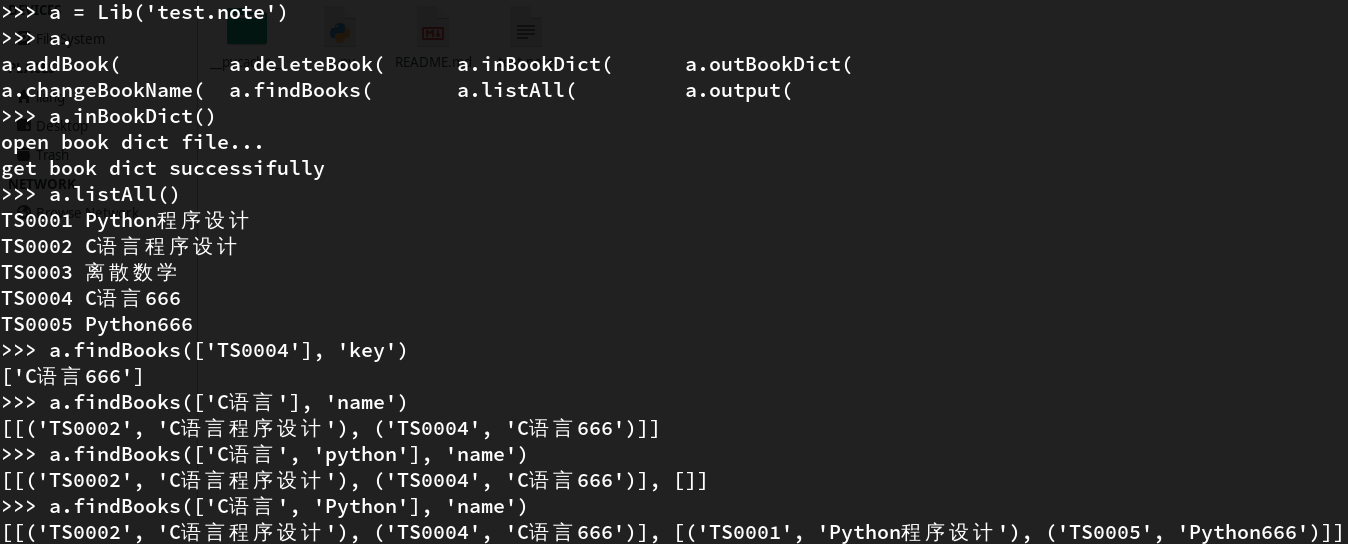 >>> a = Lib('test.note')
>>> a.
a.addBook(         a.deleteBook(      a.inBookDict(      a.outBookDict(
a.changeBookName(  a.findBooks(       a.listAll(         a.output(
>>> a.inBookDict()
open book dict file...
get book dict successifully
>>> a.listAll()
TS0001 Python程序设计
TS0002 C语言程序设计
TS0003 离散数学
TS0004 C语言666
TS0005 Python666
>>> a.findBooks(['TS0004'], 'key')
['C语言666']
>>> a.findBooks(['C语言'], 'name')
[[('TS0002', 'C语言程序设计'), ('TS0004', 'C语言666')]]
>>> a.findBooks(['C语言', 'python'], 'name')
[[('TS0002', 'C语言程序设计'), ('TS0004', 'C语言666')], []]
>>> a.findBooks(['C语言', 'Python'], 'name')
[[('TS0002', 'C语言程序设计'), ('TS0004', 'C语言666')], [('TS0001', 'Python程序设计'), ('TS0005', 'Python666')]]